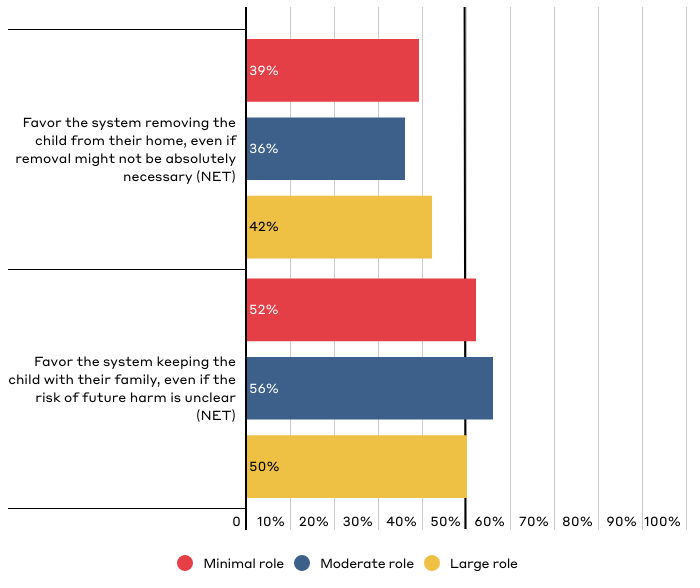 39%
Favor the system removing the
child from their home, even if
removal might not be absolutely
necessary (NET)
36%
42%
52%
Favor the system keeping the
child with their family, even if the
risk of future harm is unclear
(NET)
56%
50%
0 10% 20% 30% 40% 50% 60% 70% 80% 90% 100%
Minimal role Moderate role Large role